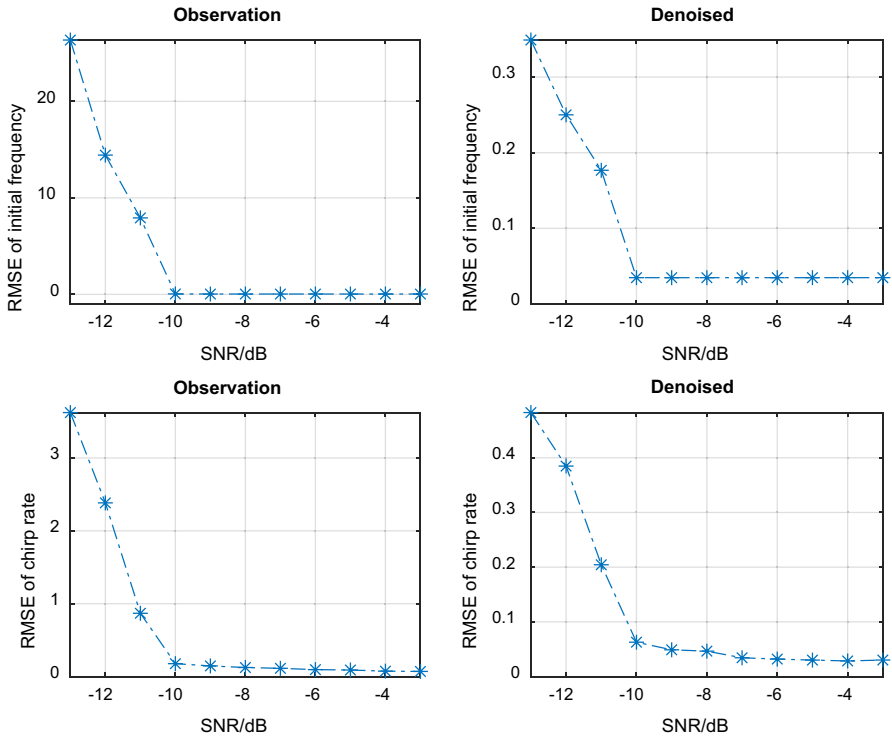 Observation
RMSE of initial frequency
20
10
0
-12 -10 -8 -6 -4
SNR/dB
Denoised
RMSE of initial frequency
0.3
0.2
0.1
0
-12 -10 -8 -6 -4
SNR/dB
Observation
RMSE of chirp rate
3
2
1
0
-12 -10 -8 -6 -4
SNR/dB
Denoised
RMSE of chirp rate
0.4
0.3
0.2
0.1
0
-12 -10 -8 -6 -4
SNR/dB